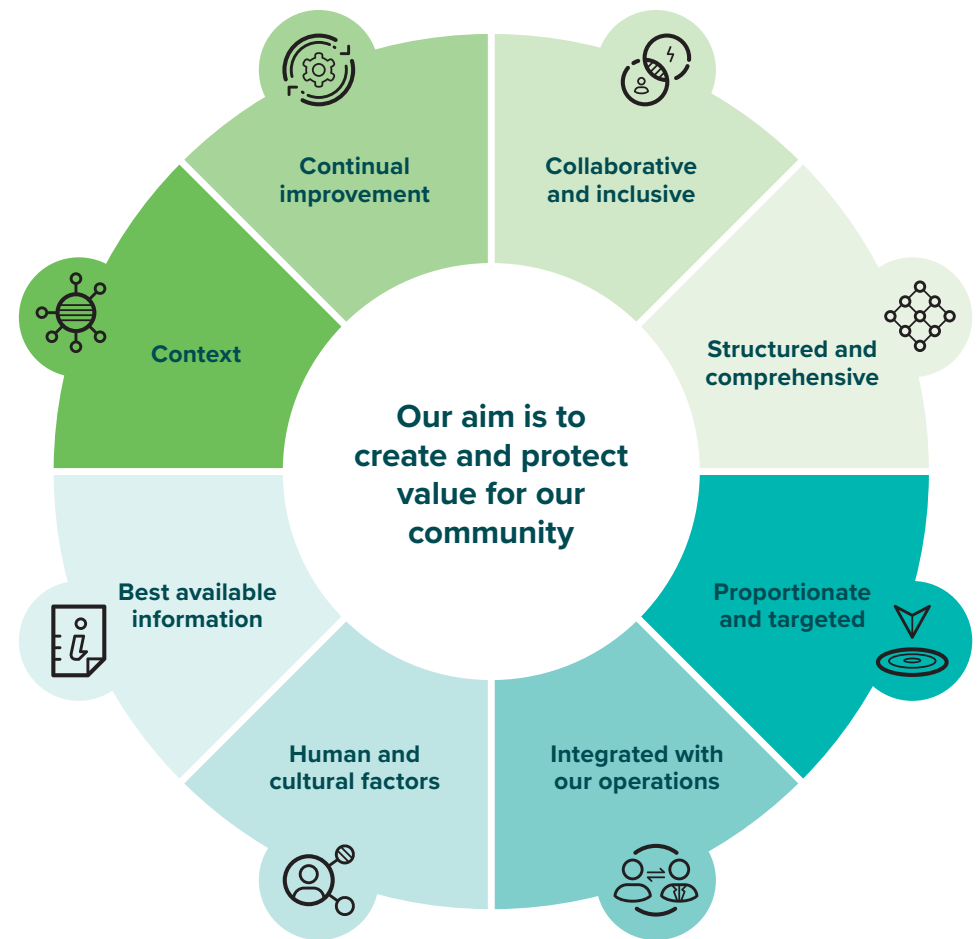 Continual
improvement
Collaborative
and inclusive
Context
Structured and
comprehensive
Our aim is to
create and protect
value for our
community
Best available
information
Proportionate
and targeted
Human and
cultural factors
Integrated with
our operations